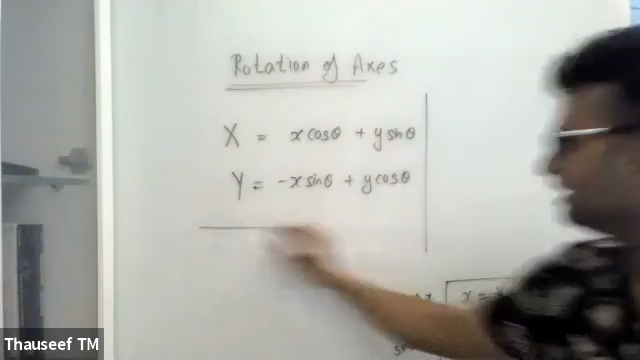 Rotation of Axes
X = x cosθ + y sinθ
Y = -x sinθ + y cosθ
x =
Thauseef TM